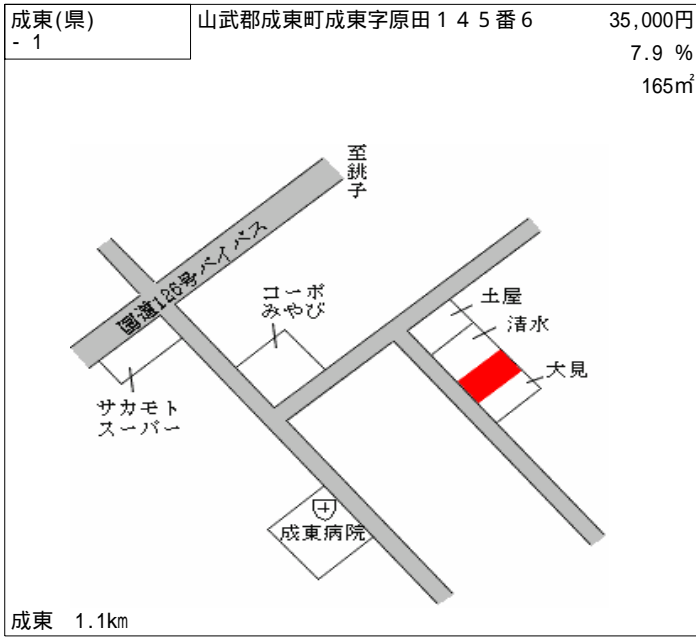 成東(県)
- 1
山武郡成東町成東字原田１４５番６
35,000円
7.9 %
165㎡
至銚子
国道126号バイパス
コーポ
みやび
土屋
清水
大見
サカモト
スーパー
成東病院
成東 1.1km